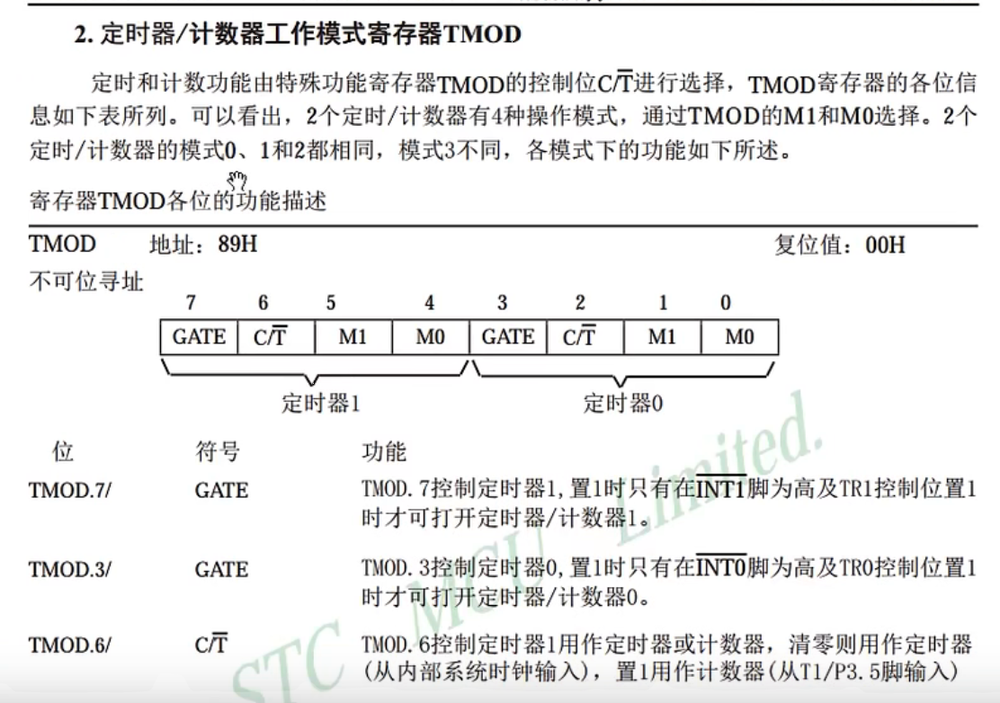 2. 定时器/计数器工作模式寄存器TMOD
定时和计数功能由特殊功能寄存器TMOD的控制位C/T̅进行选择，TMOD寄存器的各位信
息如下表所列。可以看出，2个定时/计数器有4种操作模式，通过TMOD的M1和M0选择。2个
定时/计数器的模式0、1和2都相同，模式3不同，各模式下的功能如下所述。
寄存器TMOD各位的功能描述
TMOD 地址：89H 复位值：00H
不可位寻址
7 6 5 4 3 2 1 0
GATE C/T̅ M1 M0 GATE C/T̅ M1 M0
定时器1 定时器0
位 符号 功能
TMOD.7/ GATE TMOD.7控制定时器1,置1时只有在I̅N̅T̅1̅脚为高及TR1控制位置1
时才可打开定时器/计数器1。
TMOD.3/ GATE TMOD.3控制定时器0,置1时只有在I̅N̅T̅0̅脚为高及TR0控制位置1
时才可打开定时器/计数器0。
TMOD.6/ C/T̅ TMOD.6控制定时器1用作定时器或计数器，清零则用作定时器
(从内部系统时钟输入)，置1用作计数器(从T1/P3.5脚输入)
STC MCU Limited.